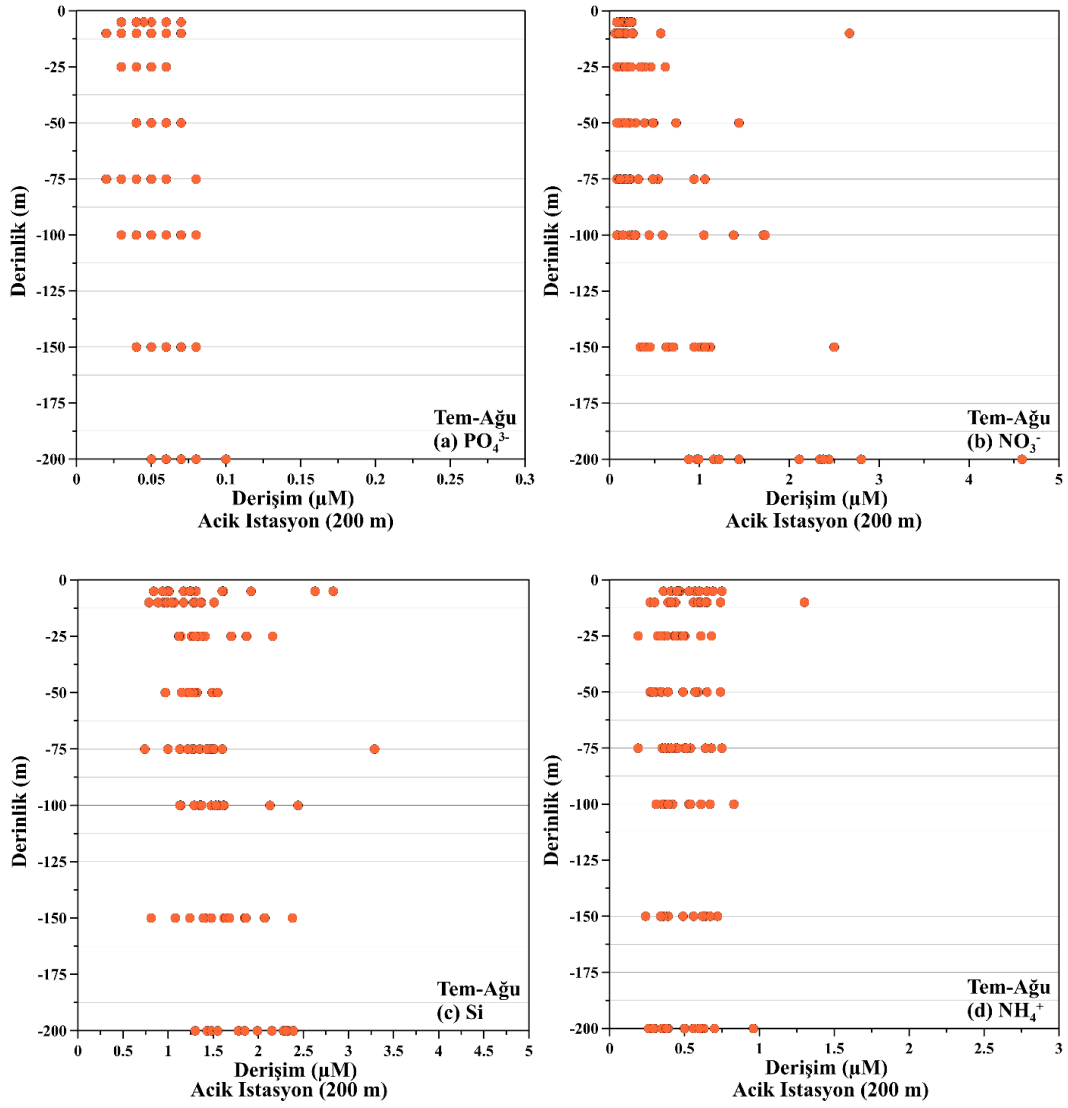 0
-25
-50
-75
-100
-125
-150
-175
-200
Derinlik (m)
Tem-Ağu
(a) PO₄³⁻
0 0.05 0.1 0.15 0.2 0.25 0.3
Derişim (µM)
Acik Istasyon (200 m)
0
-25
-50
-75
-100
-125
-150
-175
-200
Derinlik (m)
Tem-Ağu
(b) NO₃⁻
0 1 2 3 4 5
Derişim (µM)
Acik Istasyon (200 m)
0
-25
-50
-75
-100
-125
-150
-175
-200
Derinlik (m)
Tem-Ağu
(c) Si
0 0.5 1 1.5 2 2.5 3 3.5 4 4.5 5
Derişim (µM)
Acik Istasyon (200 m)
0
-25
-50
-75
-100
-125
-150
-175
-200
Derinlik (m)
Tem-Ağu
(d) NH₄⁺
0 0.5 1 1.5 2 2.5 3
Derişim (µM)
Acik Istasyon (200 m)